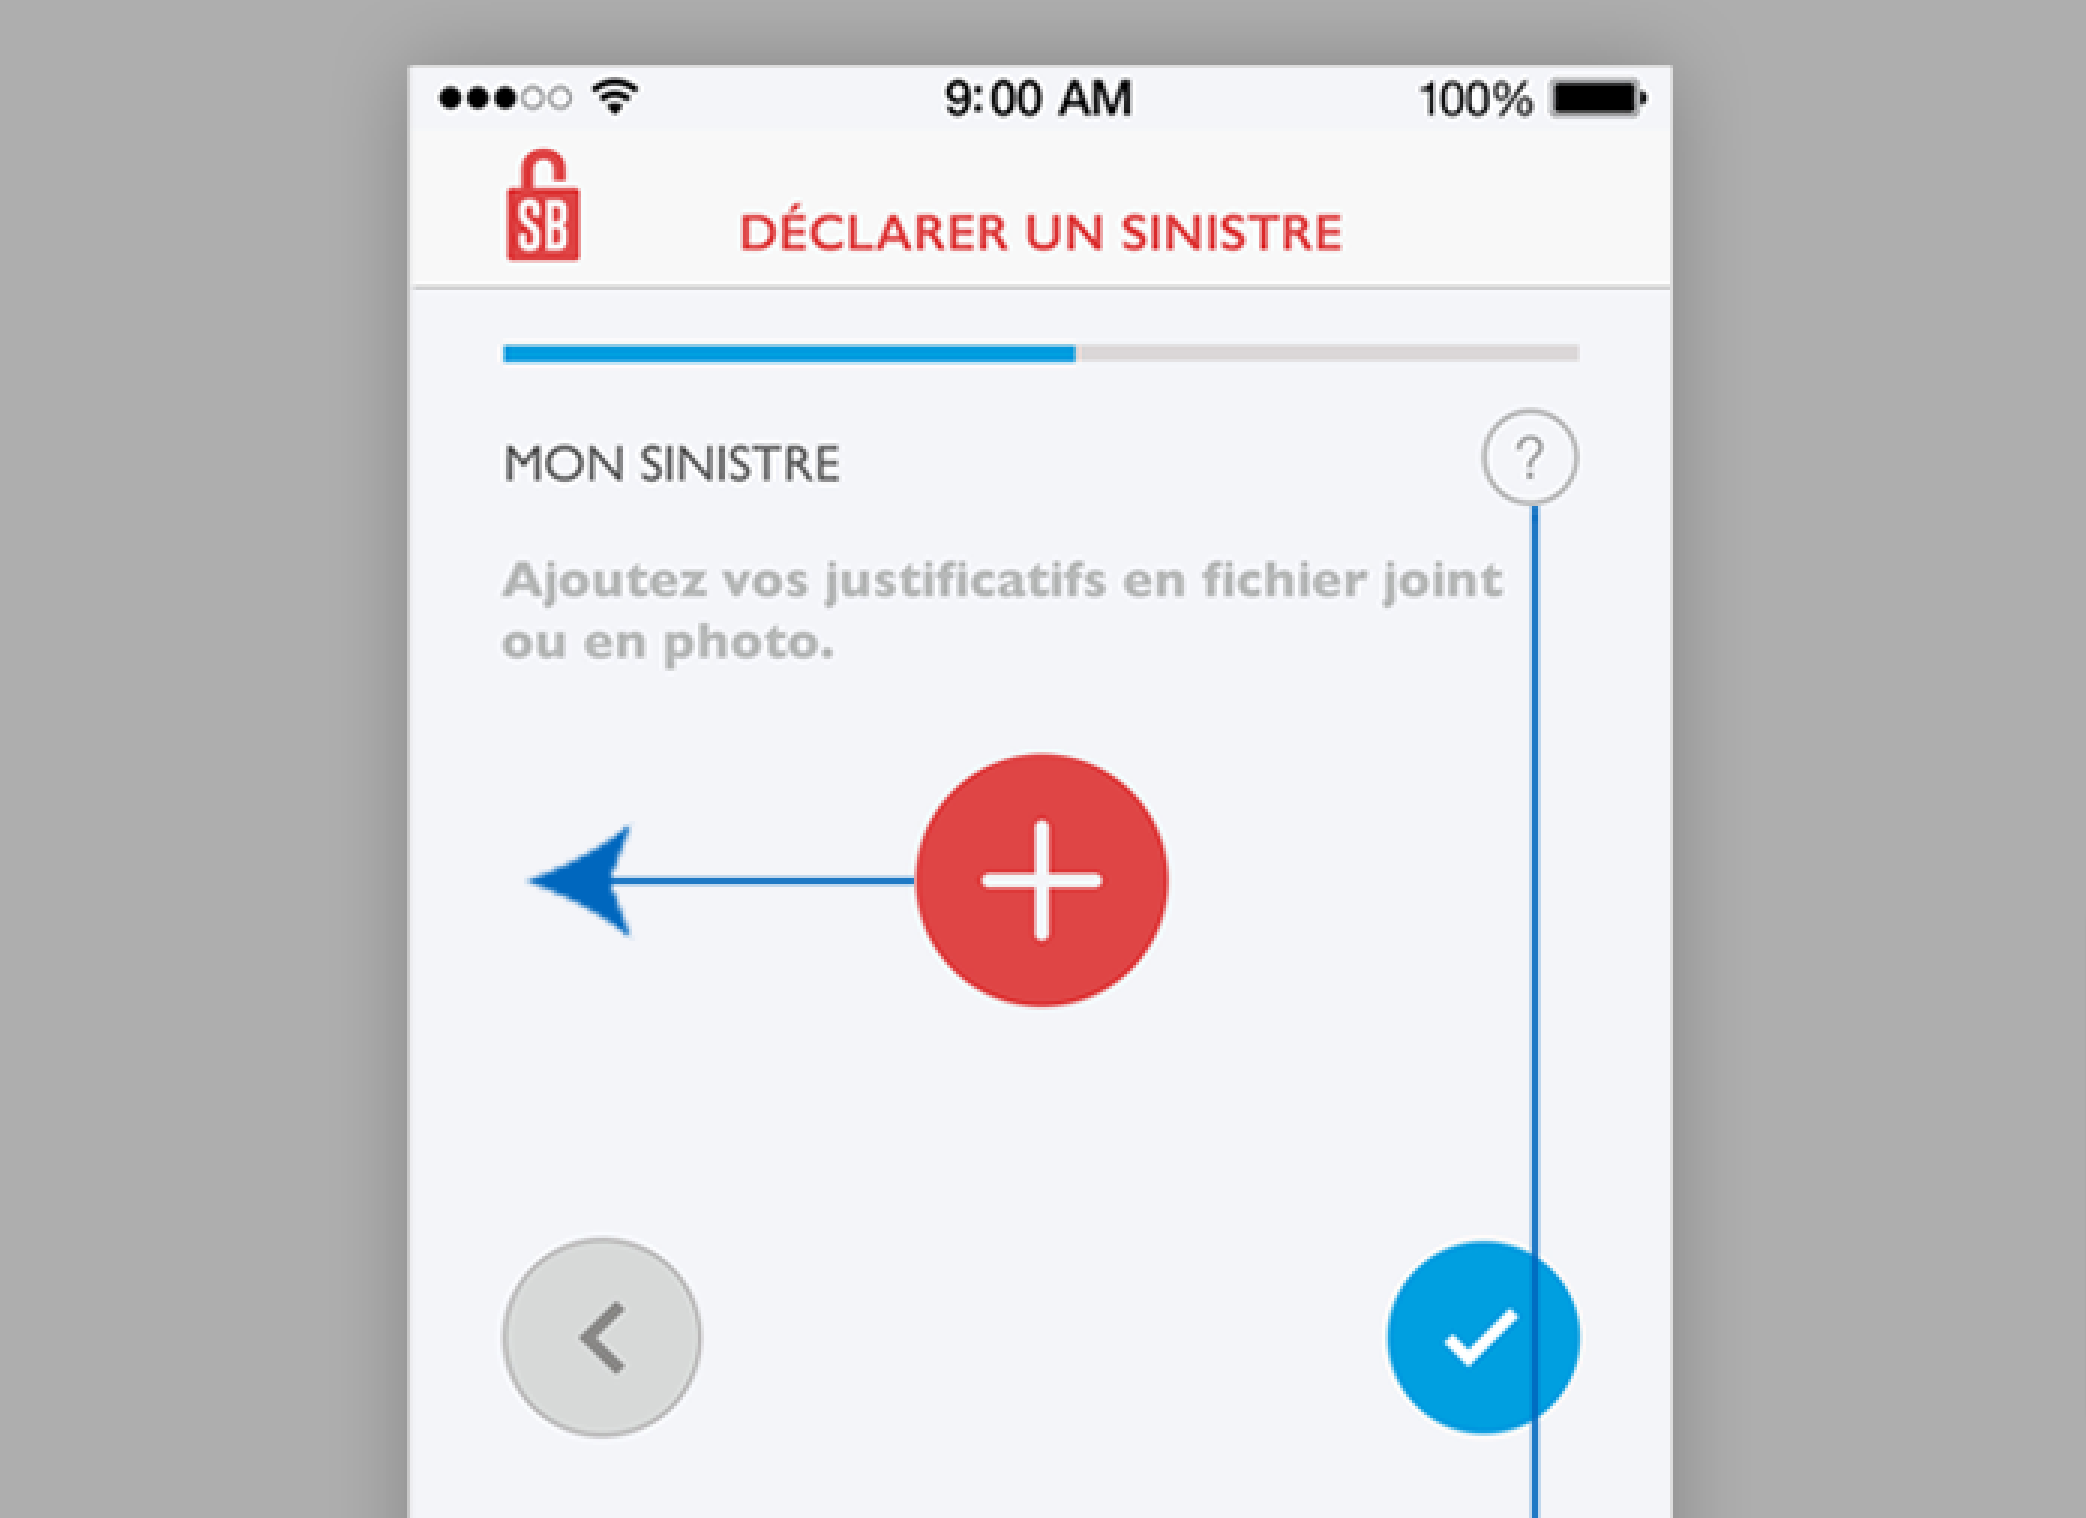 9:00 AM
100%
SB
DÉCLARER UN SINISTRE
MON SINISTRE
?
Ajoutez vos justificatifs en fichier joint
ou en photo.